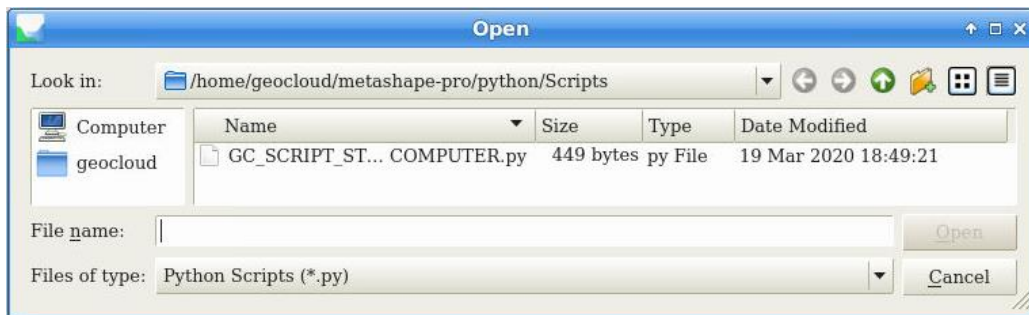 Open
Look in: /home/geocloud/metashape-pro/python/Scripts
Computer
geocloud
Name Size Type Date Modified
GC_SCRIPT_ST... COMPUTER.py 449 bytes py File 19 Mar 2020 18:49:21
File name: Open
Files of type: Python Scripts (*.py) Cancel